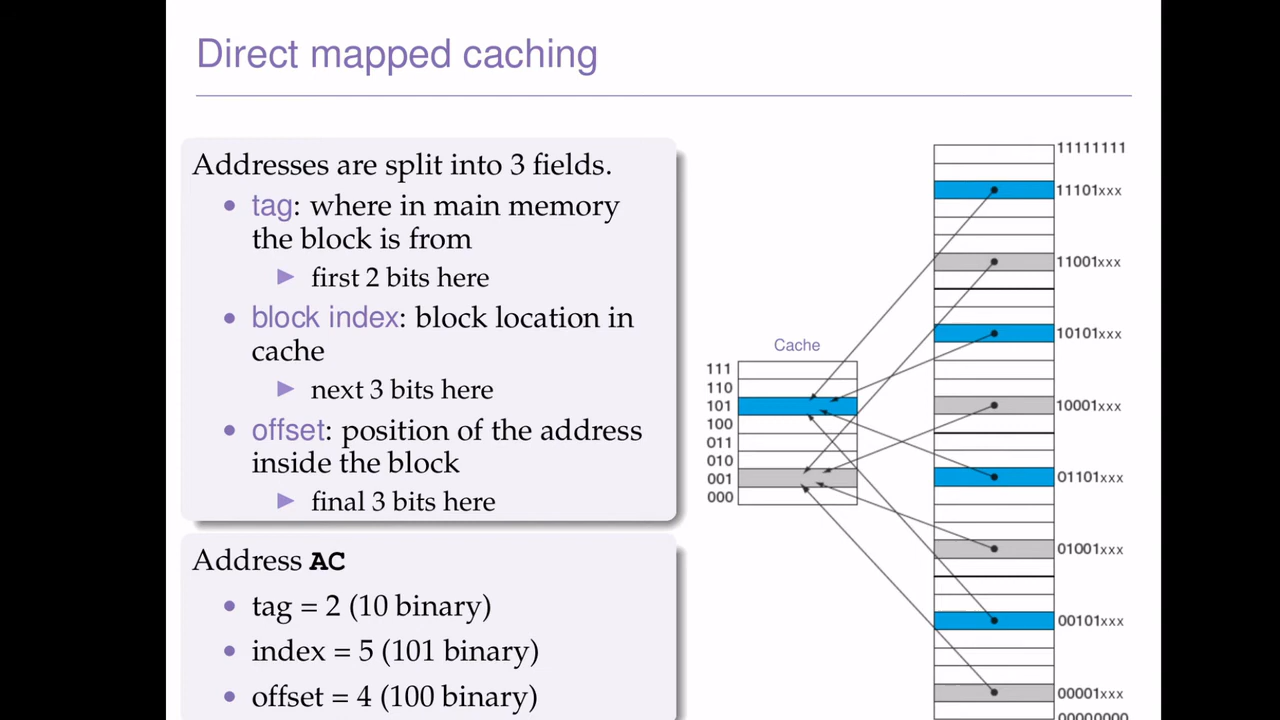 Direct mapped caching
Addresses are split into 3 fields.
• tag: where in main memory
the block is from
▶ first 2 bits here
• block index: block location in
cache
▶ next 3 bits here
• offset: position of the address
inside the block
▶ final 3 bits here
Address AC
• tag = 2 (10 binary)
• index = 5 (101 binary)
• offset = 4 (100 binary)
Cache
111
110
101
100
011
010
001
000
11111111
11101xxx
11001xxx
10101xxx
10001xxx
01101xxx
01001xxx
00101xxx
00001xxx
00000000